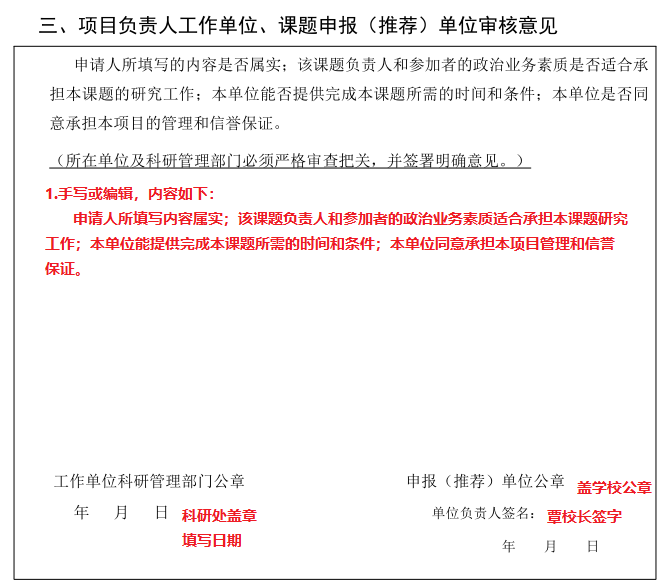 三、项目负责人工作单位、课题申报（推荐）单位审核意见
申请人所填写的内容是否属实；该课题负责人和参加者的政治业务素质是否适合承
担本课题的研究工作；本单位能否提供完成本课题所需的时间和条件；本单位是否同
意承担本项目的管理和信誉保证。
（所在单位及科研管理部门必须严格审查把关，并签署明确意见。）
1.手写或编辑，内容如下：
申请人所填写内容属实；该课题负责人和参加者的政治业务素质适合承担本课题研究
工作；本单位能提供完成本课题所需的时间和条件；本单位同意承担本项目管理和信誉
保证。
工作单位科研管理部门公章 申报（推荐）单位公章 盖学校公章
年 月 日 科研处盖章 单位负责人签名： 覃校长签字
填写日期 年 月 日